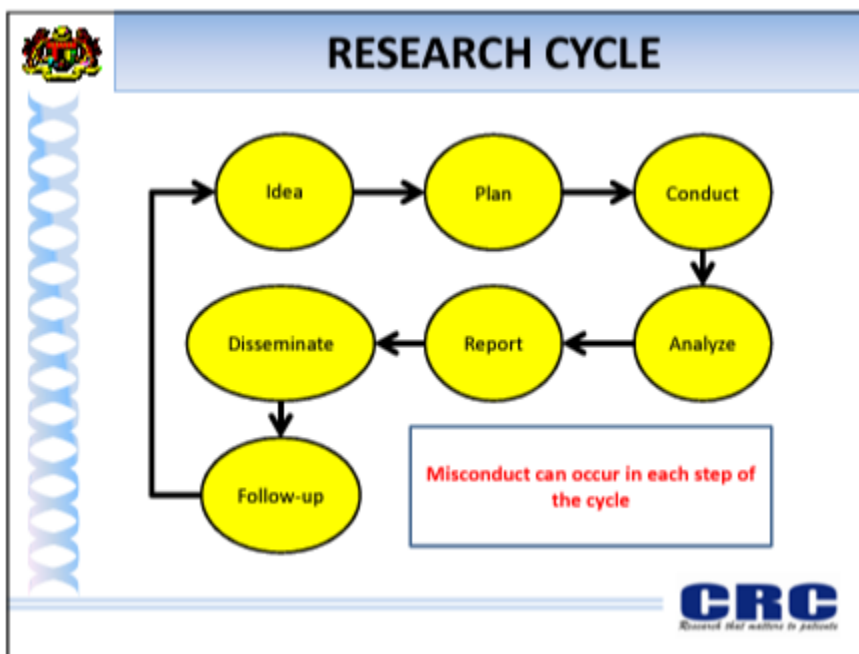 RESEARCH CYCLE
Idea
Plan
Conduct
Disseminate
Report
Analyze
Follow-up
Misconduct can occur in each step of
the cycle
CRC
Research that matters to patients